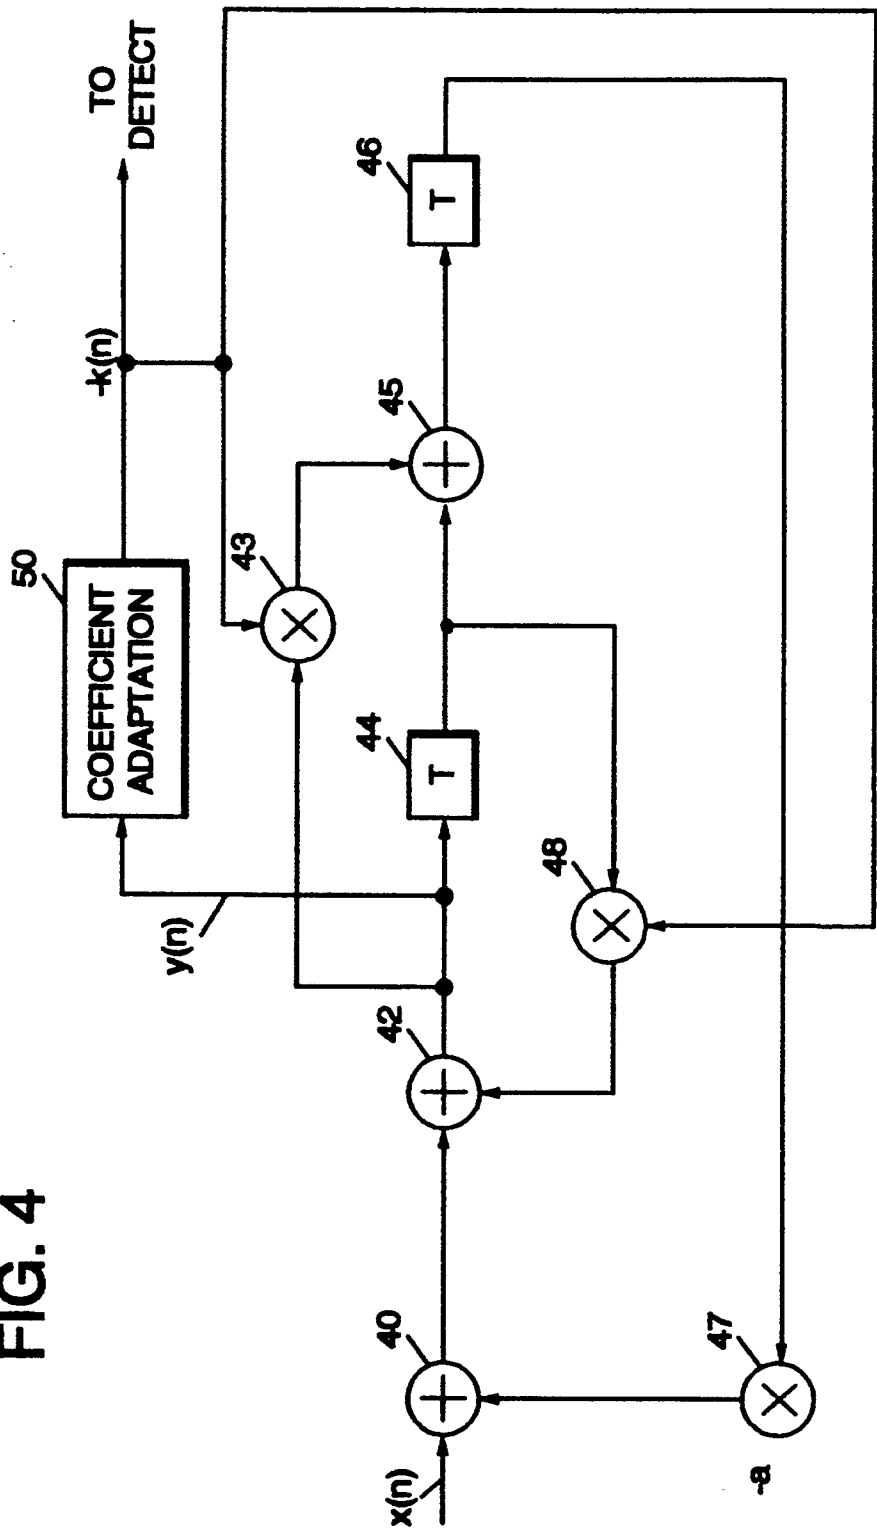 FIG. 4
50
COEFFICIENT
ADAPTATION
-k(n)
TO
DETECT
y(n)
43
x(n)
40
42
44
T
45
46
T
48
-a
47